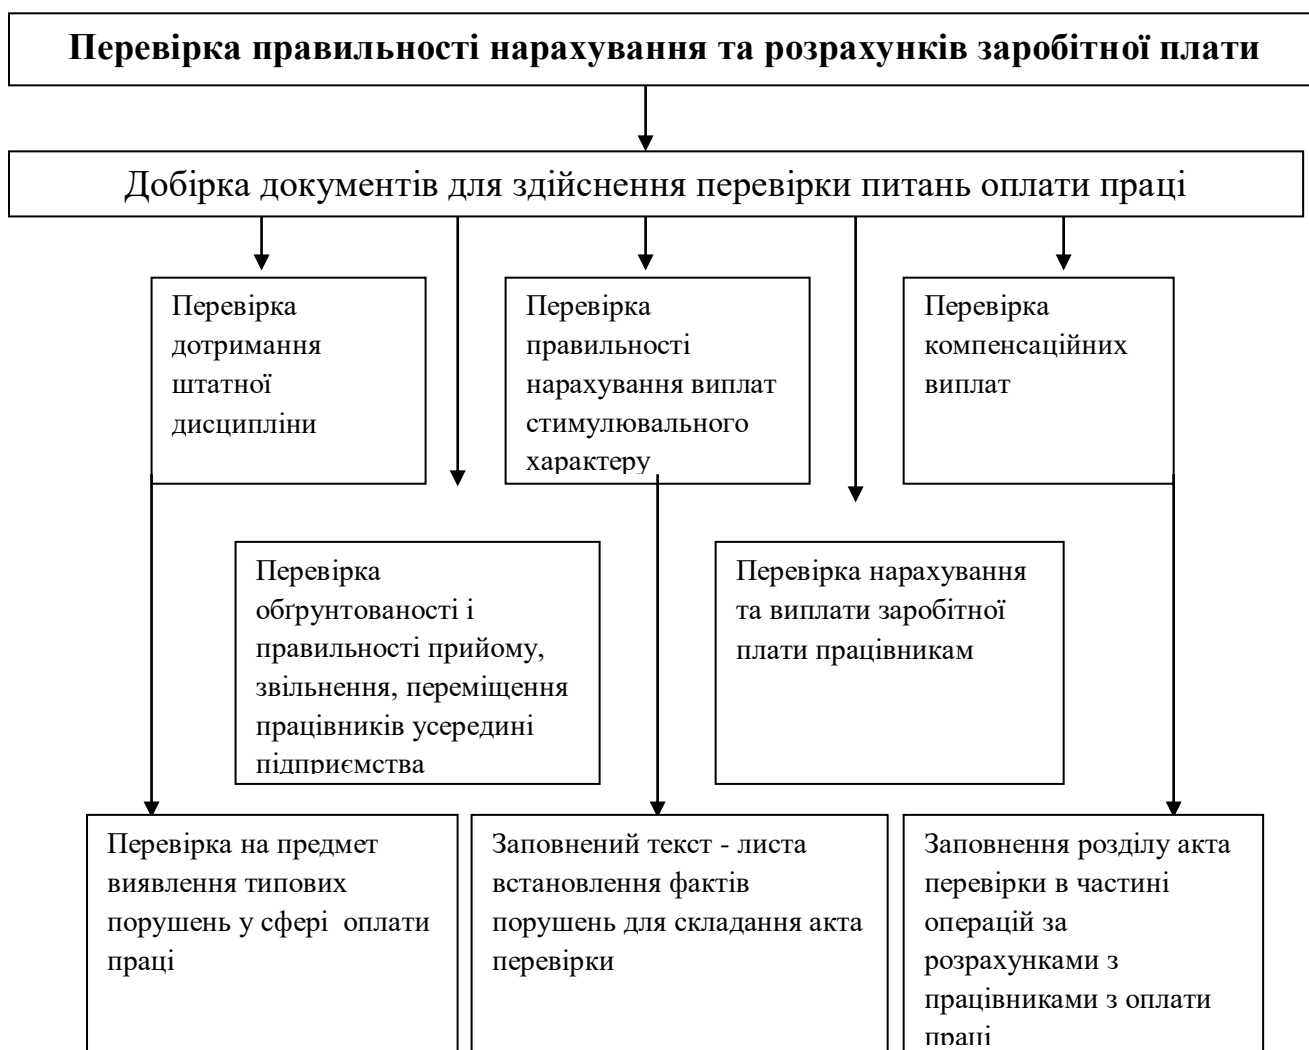 Перевірка правильності нарахування та розрахунків заробітної плати
Добірка документів для здійснення перевірки питань оплати праці
Перевірка
дотримання
штатної
дисципліни
Перевірка
правильності
нарахування виплат
стимулювального
характеру
Перевірка
компенсаційних
виплат
Перевірка
обґрунтованості і
правильності прийому,
звільнення, переміщення
працівників усередині
підприємства
Перевірка нарахування
та виплати заробітної
плати працівникам
Перевірка на предмет
виявлення типових
порушень у сфері оплати
праці
Заповнений текст - листа
встановлення фактів
порушень для складання акта
перевірки
Заповнення розділу акта
перевірки в частині
операцій за
розрахунками з
працівниками з оплати
праці